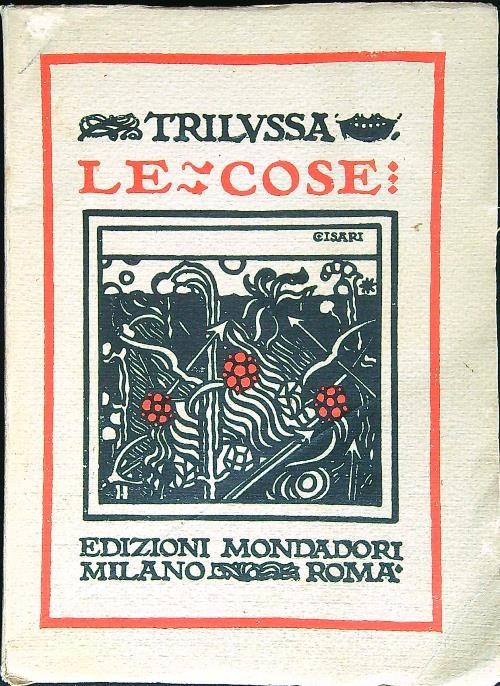 TRILVSSA
LE COSE
CISARI
EDIZIONI MONDADORI
MILANO ROMA